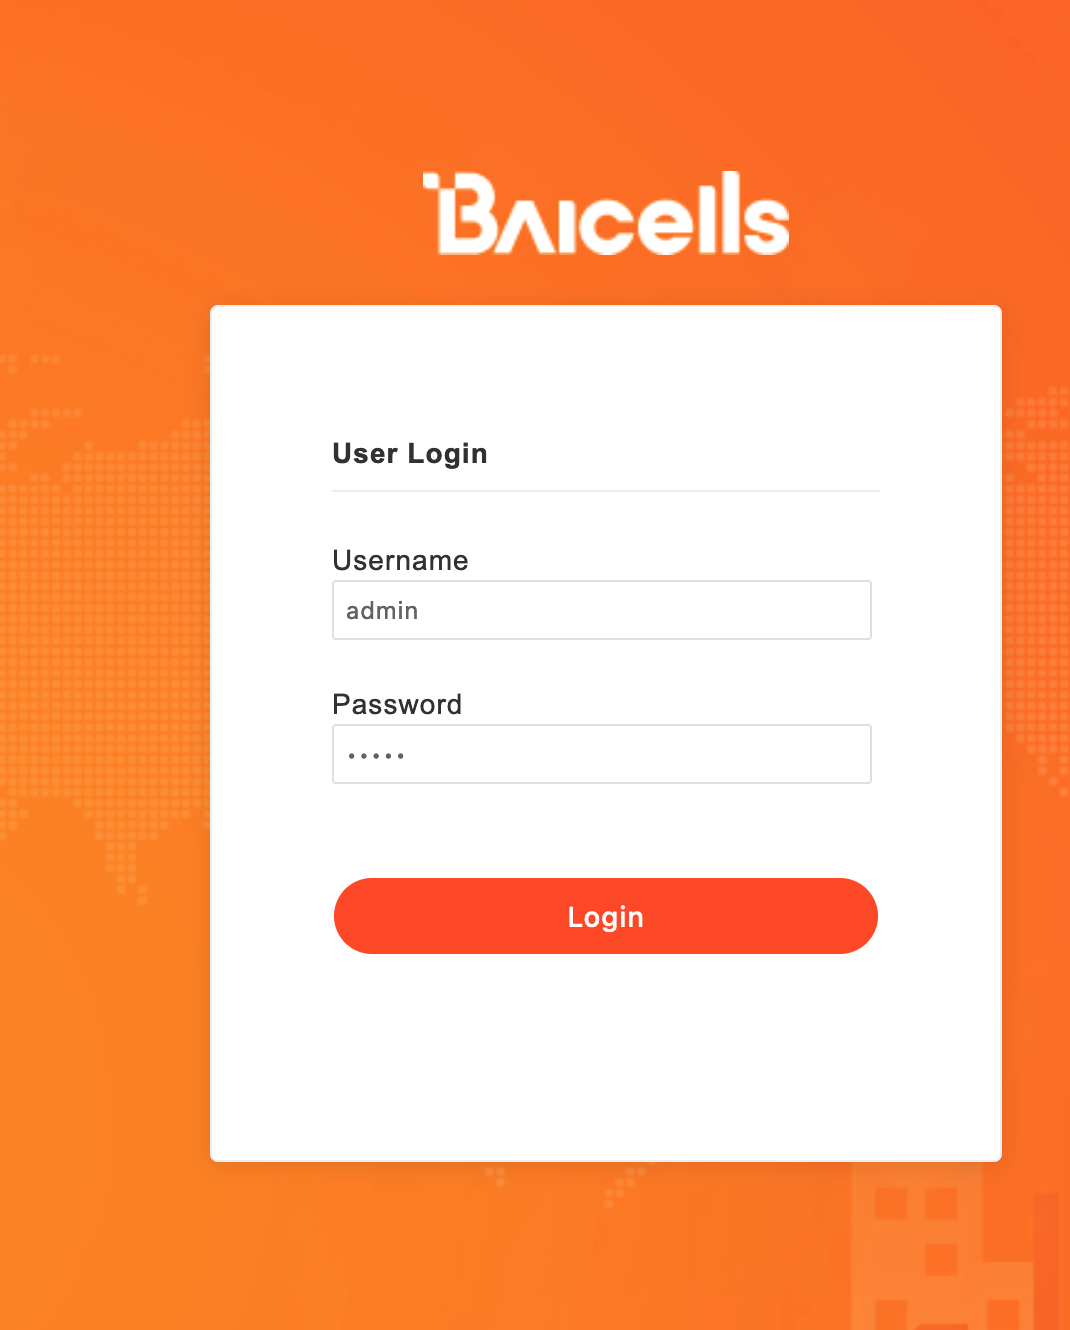 Baicells
User Login
Username
admin
Password
•••••
Login